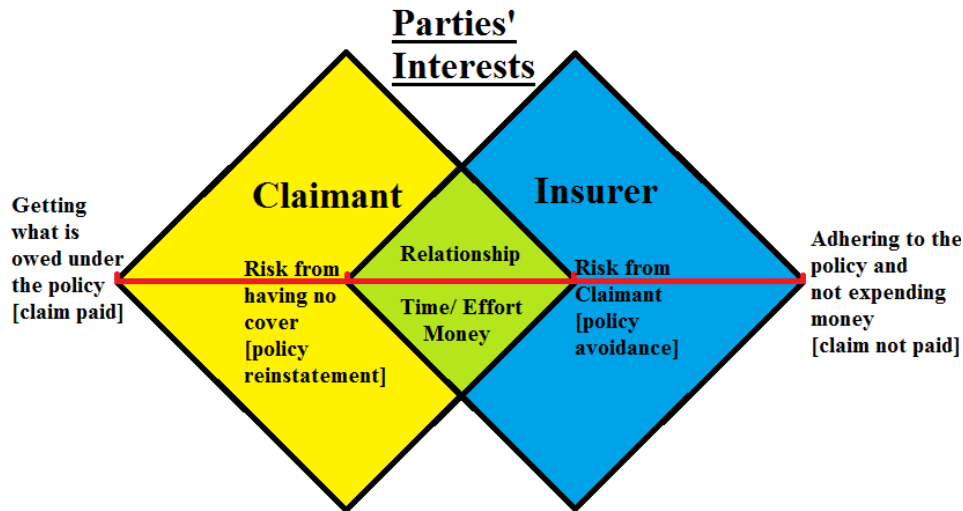 Parties'
Interests
Claimant
Insurer
Getting
what is
owed under
the policy
[claim paid]
Risk from
having no
cover
[policy
reinstatement]
Relationship
Time/ Effort
Money
Risk from
Claimant
[policy
avoidance]
Adhering to the
policy and
not expending
money
[claim not paid]